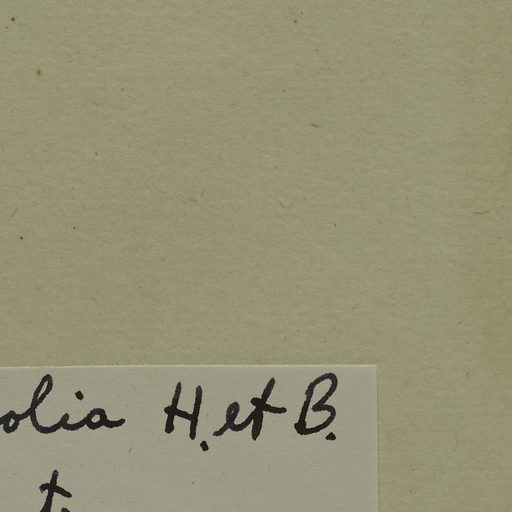 olia H. et B.
t.